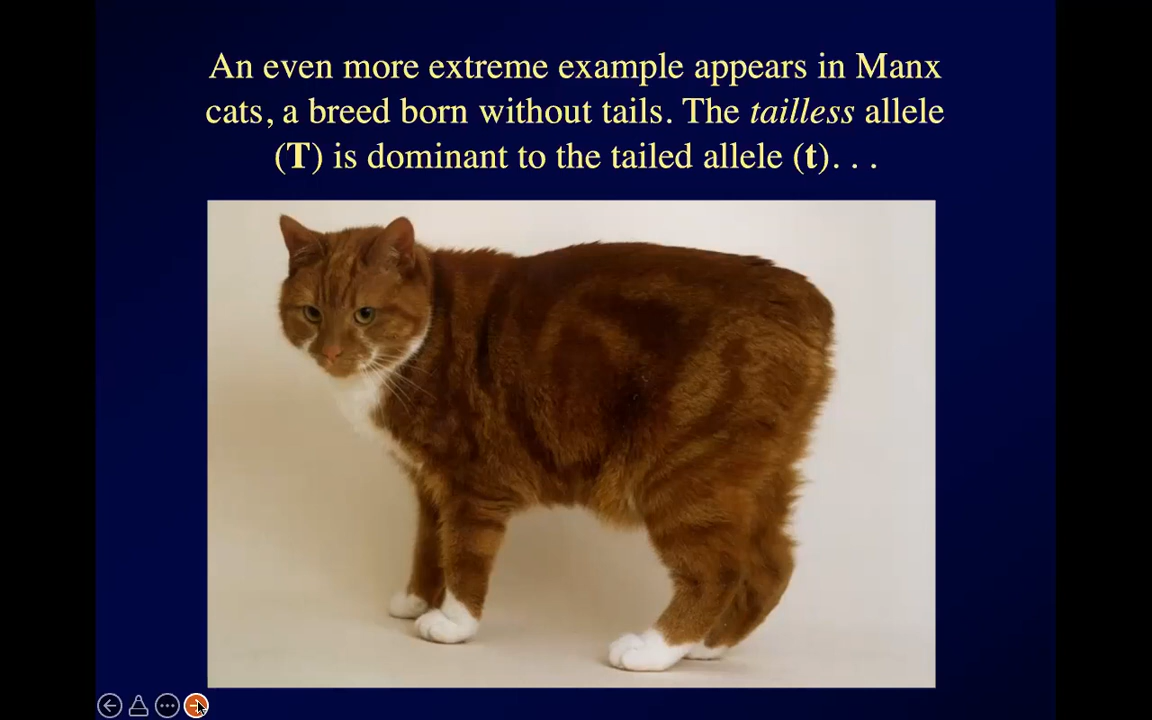 An even more extreme example appears in Manx
cats, a breed born without tails. The tailless allele
(T) is dominant to the tailed allele (t). . .